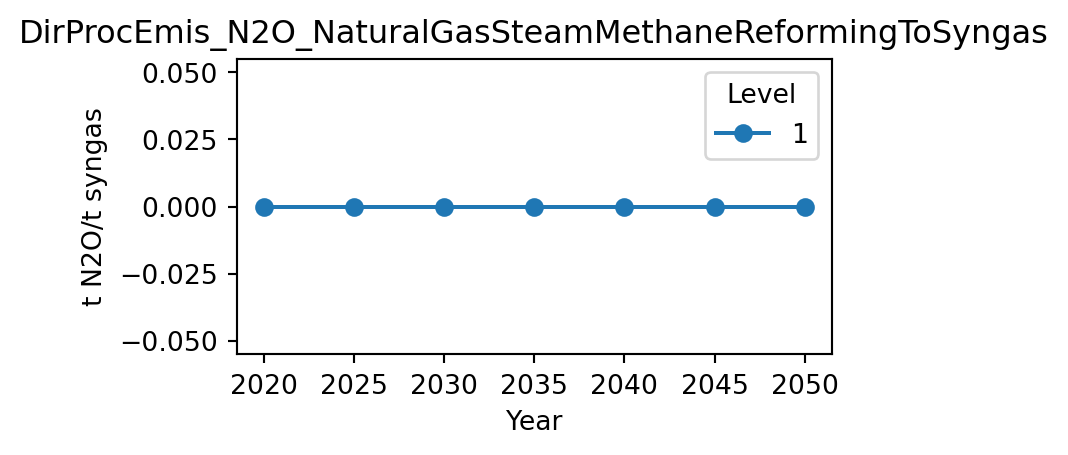 DirProcEmis_N2O_NaturalGasSteamMethaneReformingToSyngas
t N2O/t syngas
0.050
0.025
0.000
−0.025
−0.050
Level
1
2020 2025 2030 2035 2040 2045 2050
Year